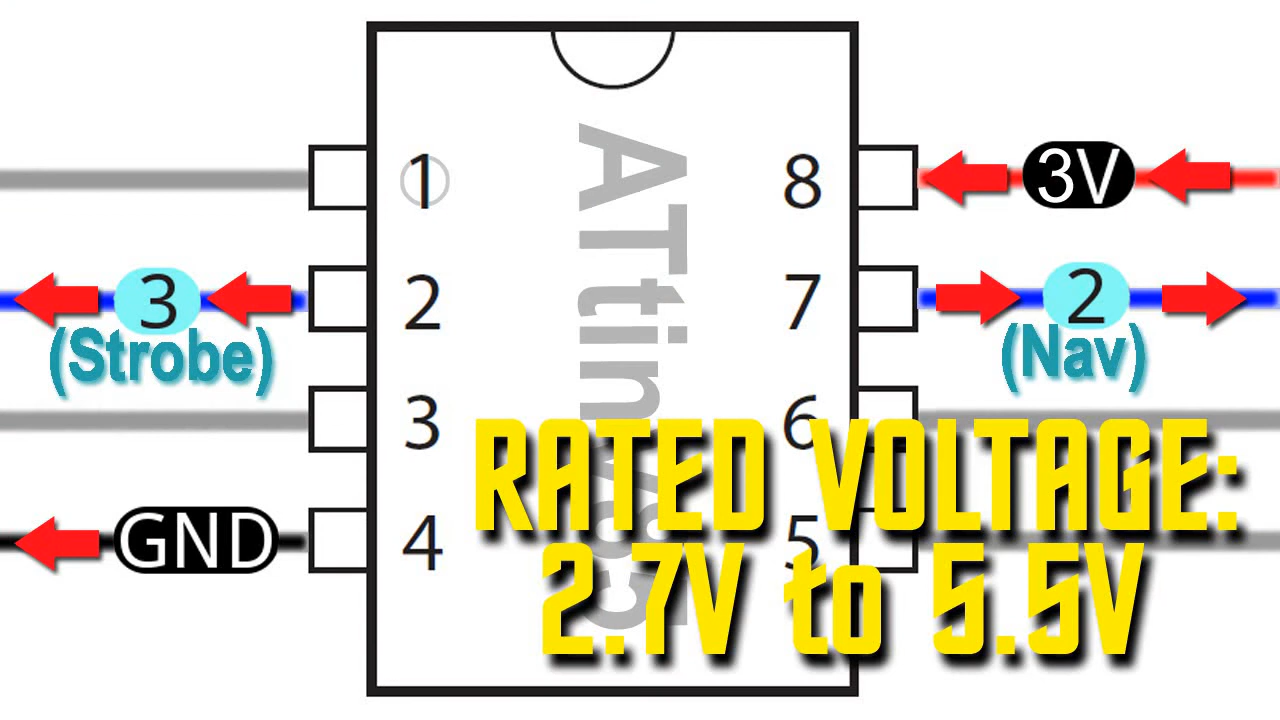 1
8
3V
3
(Strobe)
2
7
2
(Nav)
3
6
GND
4
5
ATtiny85
RATED VOLTAGE:
2.7V to 5.5V